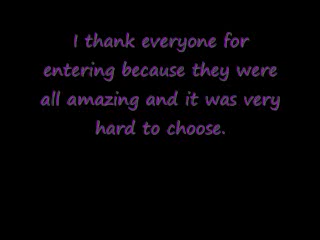 I thank everyone for
entering because they were
all amazing and it was very
hard to choose.